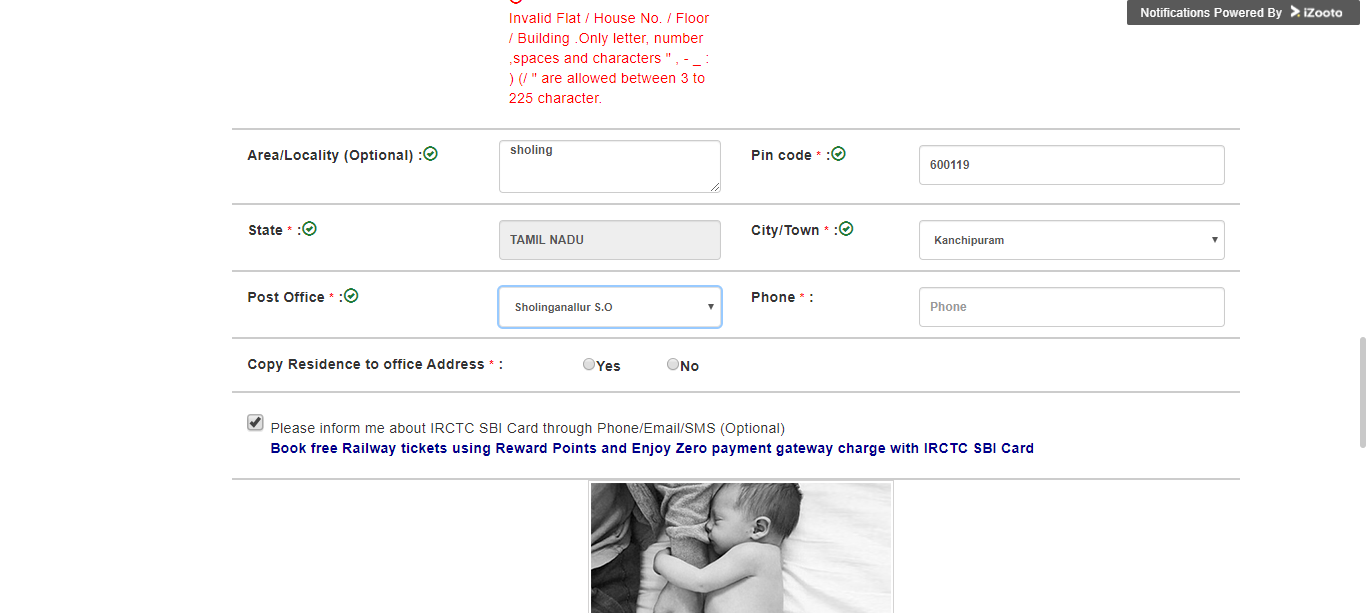 Notifications Powered By iZooto
Invalid Flat / House No. / Floor
/ Building .Only letter, number
,spaces and characters " , - _ :
) (/ " are allowed between 3 to
225 character.
Area/Locality (Optional) :
sholing
Pin code * :
600119
State * :
TAMIL NADU
City/Town * :
Kanchipuram
Post Office * :
Sholinganallur S.O
Phone * :
Phone
Copy Residence to office Address * :
Yes
No
Please inform me about IRCTC SBI Card through Phone/Email/SMS (Optional)
Book free Railway tickets using Reward Points and Enjoy Zero payment gateway charge with IRCTC SBI Card